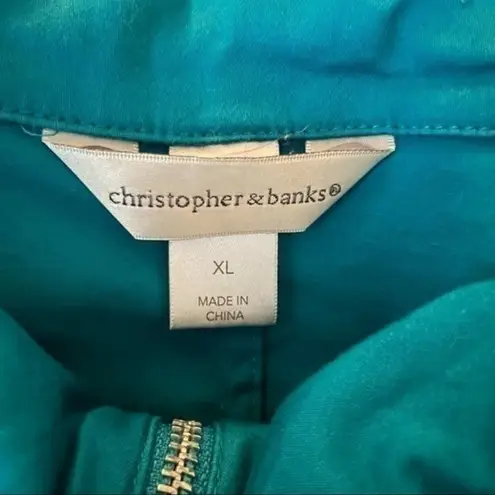 christopher & banks®
XL
MADE IN
CHINA